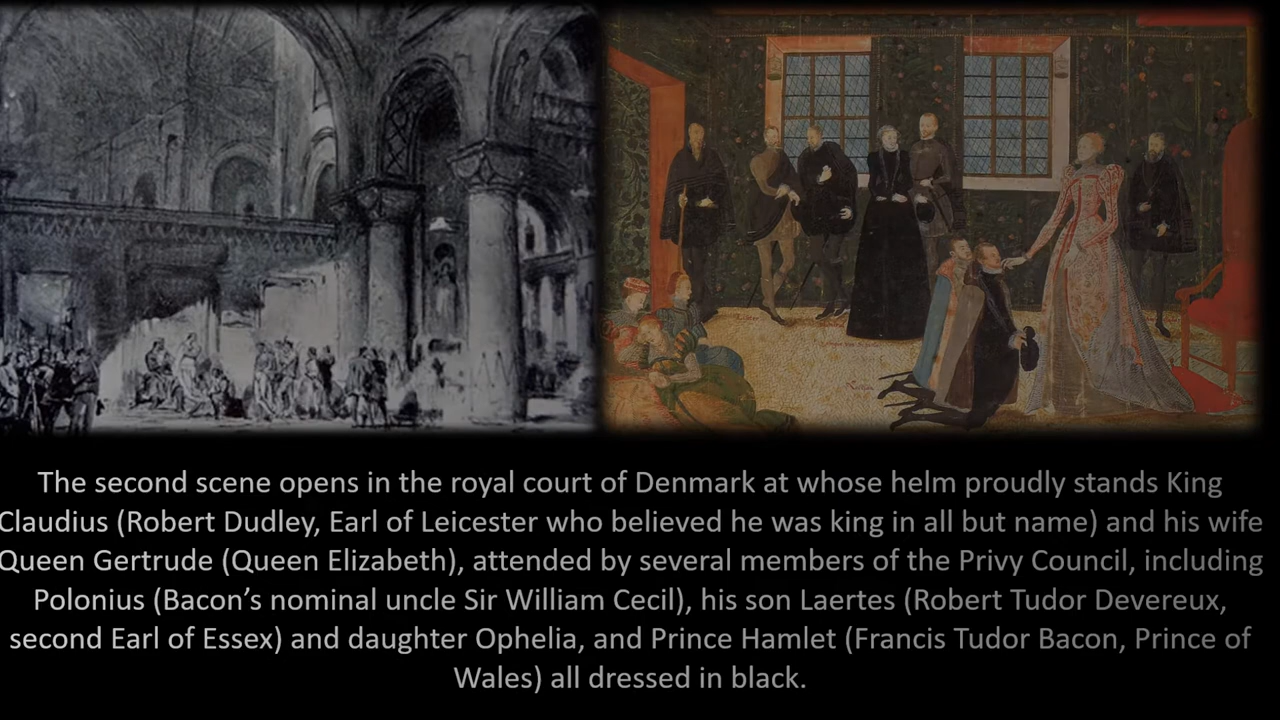 The second scene opens in the royal court of Denmark at whose helm proudly stands King
Claudius (Robert Dudley, Earl of Leicester who believed he was king in all but name) and his wife
Queen Gertrude (Queen Elizabeth), attended by several members of the Privy Council, including
Polonius (Bacon’s nominal uncle Sir William Cecil), his son Laertes (Robert Tudor Devereux,
second Earl of Essex) and daughter Ophelia, and Prince Hamlet (Francis Tudor Bacon, Prince of
Wales) all dressed in black.